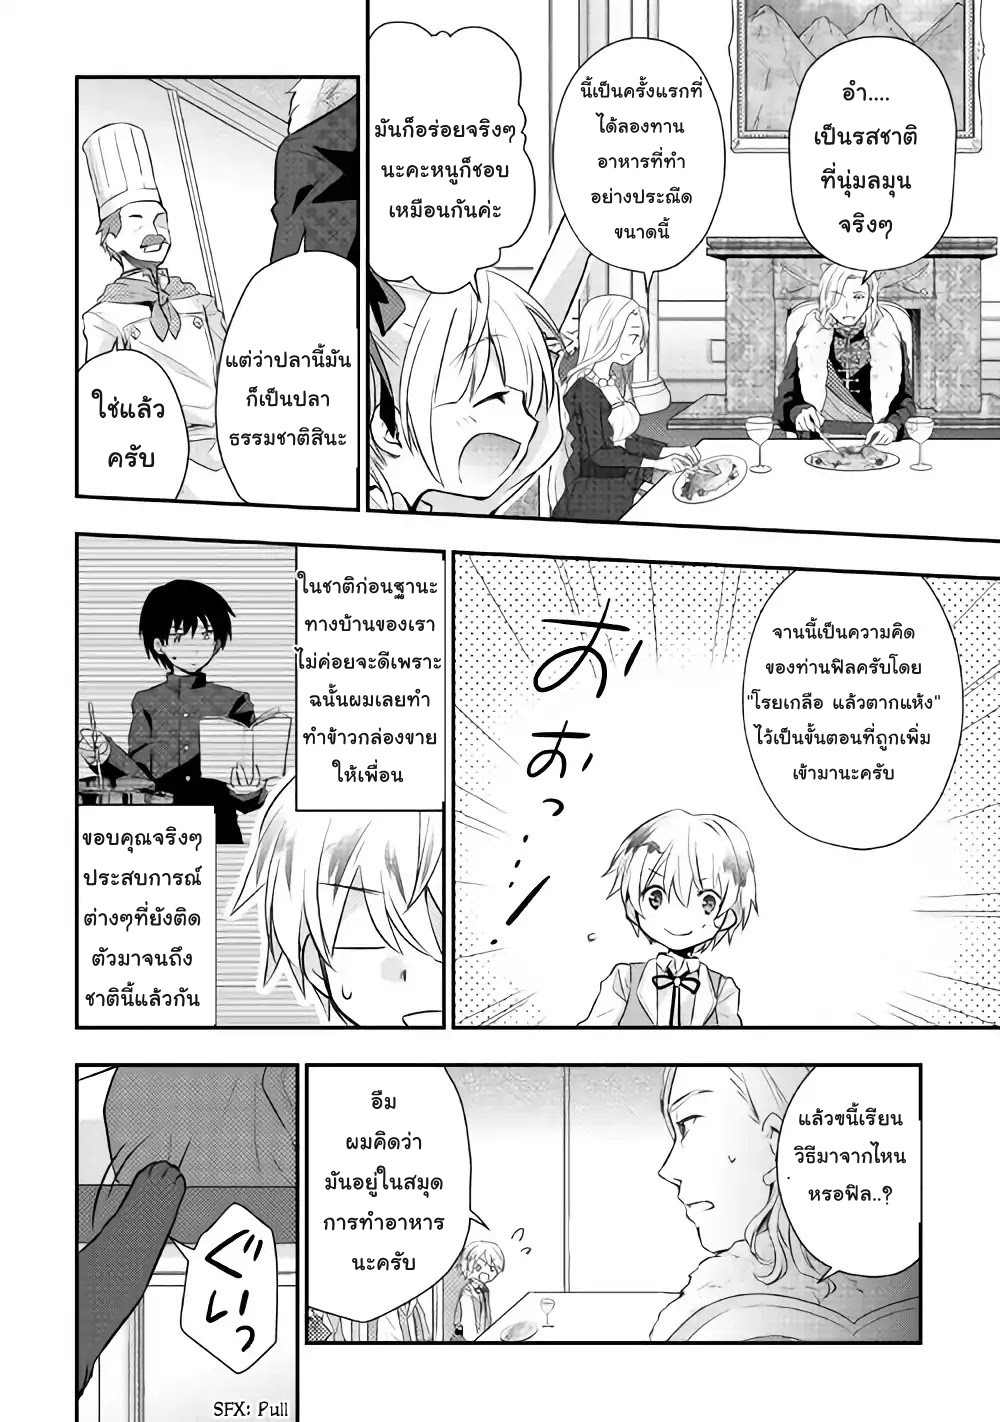 อำ....
เป็นรสชาติ
ที่นุ่มลมุน
จริงๆ
นี้เป็นครั้งแรกที่
ได้ลองทาน
อาหารที่ทำ
อย่างประณีด
ขนาดนี้
มันก็อร่อยจริงๆ
นะคะหนูก็ชอบ
เหมือนกันค่ะ
แต่ว่าปลานี้มัน
ก็เป็นปลา
ธรรมชาติสินะ
ใช่แล้ว
ครับ
จานนี้เป็นความคิด
ของท่านฟิลครับโดย
"โรยเกลือ แล้วตากแห้ง"
ไว้เป็นขั้นตอนที่ถูกเพิ่ม
เข้ามานะครับ
おお
おっ
ในชาติก่อนฐานะ
ทางบ้านของเรา
ไม่ค่อยจะดีเพราะ
ฉนั้นผมเลยทำ
ทำข้าวกล่องขาย
ให้เพื่อน
ขอบคุณจริงๆ
ประสบการณ์
ต่างๆที่ยังติด
ตัวมาจนถึง
ชาตินี้แล้วกัน
แล้วขนี้เรียน
วิธีมาจากไหน
หรอฟิล..?
อืม
ผมคิดว่า
มันอยู่ในสมุด
การทำอาหาร
นะครับ
ぐいっ
SFX: Pull